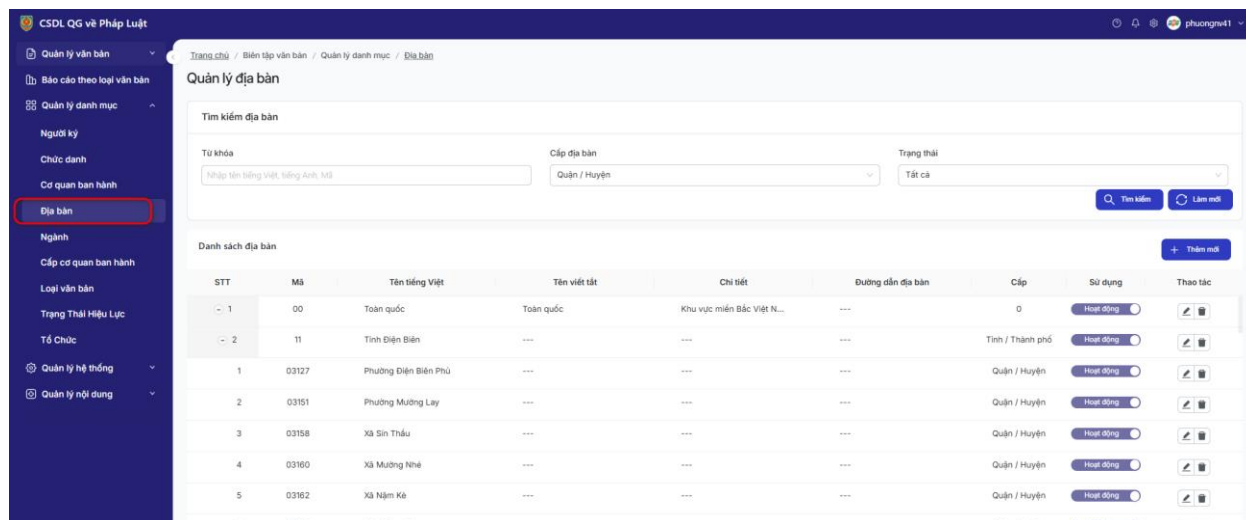 CSDL QG về Pháp Luật
phuongnv41
Quản lý văn bản
Báo cáo theo loại văn bản
Quản lý danh mục
Người ký
Chức danh
Cơ quan ban hành
Địa bàn
Ngành
Cấp cơ quan ban hành
Loại văn bản
Trạng Thái Hiệu Lực
Tổ Chức
Quản lý hệ thống
Quản lý nội dung
Trang chủ / Biên tập văn bản / Quản lý danh mục / Địa bàn
Quản lý địa bàn
Tìm kiếm địa bàn
Từ khóa Cấp địa bàn Trạng thái
Nhập tên tiếng Việt, tiếng Anh, Mã Quận / Huyện Tất cả
Tìm kiếm Làm mới
Danh sách địa bàn + Thêm mới
STT Mã Tên tiếng Việt Tên viết tắt Chi tiết Đường dẫn địa bàn Cấp Sử dụng Thao tác
- 1 00 Toàn quốc Toàn quốc Khu vực miền Bắc Việt N... --- 0 Hoạt động
- 2 11 Tỉnh Điện Biên --- --- --- Tỉnh / Thành phố Hoạt động
1 03127 Phường Điện Biên Phủ --- --- --- Quận / Huyện Hoạt động
2 03151 Phường Mường Lay --- --- --- Quận / Huyện Hoạt động
3 03158 Xã Sín Thầu --- --- --- Quận / Huyện Hoạt động
4 03160 Xã Mường Nhé --- --- --- Quận / Huyện Hoạt động
5 03162 Xã Nậm Kè --- --- --- Quận / Huyện Hoạt động